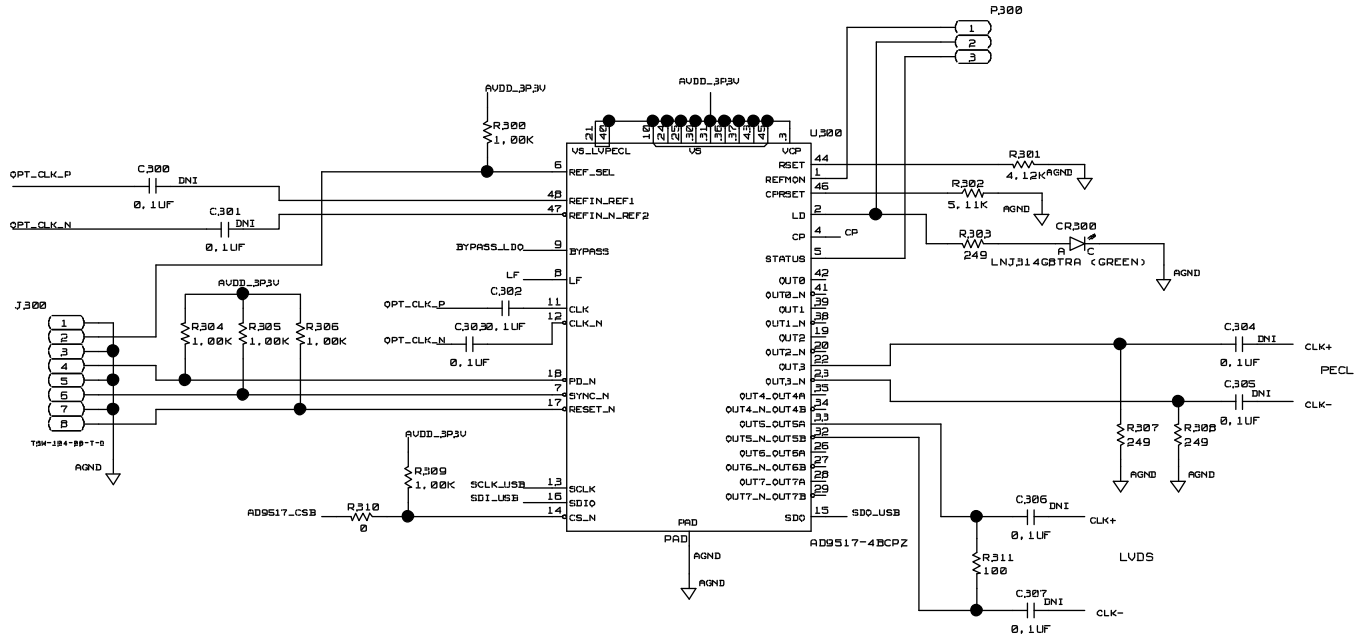 P300
1
2
3
AVDD_3P3V
AVDD_3P3V
21
40
10
24
25
30
31
36
37
43
45
3
U300
R300
1.00K
VS_LVPECL
VS
VCP
6
REF_SEL
RSET
44
R301
4.12K
AGND
REFMON
1
C300
OPT_CLK_P
DNI
0.1UF
48
REFIN_REF1
CPRSET
46
R302
5.11K
AGND
C301
OPT_CLK_N
DNI
0.1UF
47
REFIN_N_REF2
LD
2
CP
4
CP
R303
249
CR300
A
C
LNJ314G8TRA (GREEN)
AGND
BYPASS_LDO
9
BYPASS
STATUS
5
LF
8
LF
OUT0
42
OUT0_N
41
J300
AVDD_3P3V
OPT_CLK_P
C302
0.1UF
11
CLK
12
CLK_N
OPT_CLK_N
C303
0.1UF
OUT1
39
OUT1_N
38
OUT2
19
OUT2_N
20
OUT3
22
OUT3_N
23
1
2
3
4
5
6
7
8
TSW-104-08-T-D
AGND
R304
1.00K
R305
1.00K
R306
1.00K
18
PD_N
7
SYNC_N
17
RESET_N
OUT4_OUT4A
35
OUT4_N_OUT4B
34
OUT5_OUT5A
33
OUT5_N_OUT5B
32
OUT6_OUT6A
26
OUT6_N_OUT6B
27
OUT7_OUT7A
28
OUT7_N_OUT7B
29
C304
DNI
0.1UF
CLK+
PECL
C305
DNI
0.1UF
CLK-
R307
249
R308
249
AGND
AGND
AVDD_3P3V
R309
1.00K
SCLK_USB
13
SCLK
SDI_USB
16
SDIO
AD9517_CSB
R310
0
14
CS_N
SDO
15
SDO_USB
PAD
PAD
AGND
AGND
AD9517-4BCPZ
C306
DNI
0.1UF
CLK+
R311
100
LVDS
C307
DNI
0.1UF
CLK-